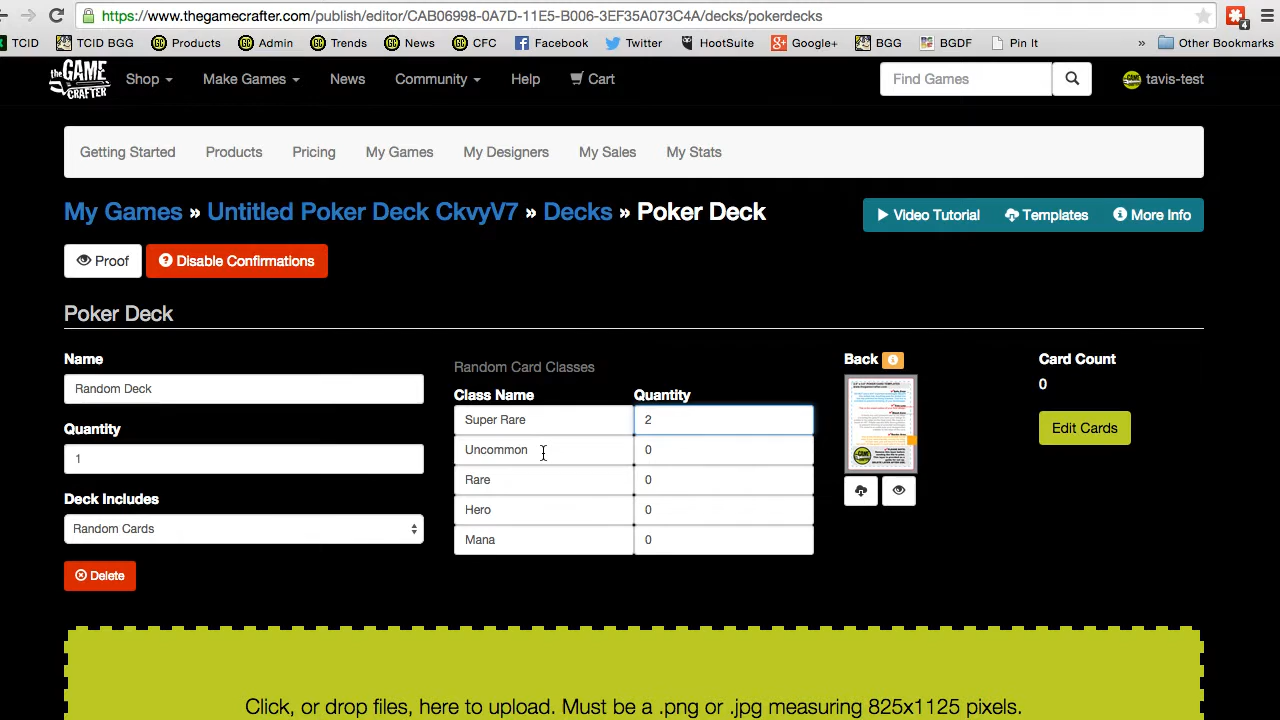 https://www.thegamecrafter.com/publish/editor/CAB06998-0A7D-11E5-B006-3EF35A073C4A/decks/pokerdecks
4
TCID TCID BGG Products Admin Trends News CFC Facebook Twitter HootSuite Google+ BGG BGDF Pin It » Other Bookmarks
the GAME CRAFTER Shop Make Games News Community Help Cart Find Games tavis-test
Getting Started Products Pricing My Games My Designers My Sales My Stats
My Games » Untitled Poker Deck CkvyV7 » Decks » Poker Deck Video Tutorial Templates More Info
Proof Disable Confirmations
Poker Deck
Name Random Card Classes Back Card Count
Class Name Quantity 0
Random Deck
Quantity Super Rare 2 Edit Cards
1 Uncommon 0
Rare 0
Deck Includes Hero 0
Random Cards Mana 0
Delete
Click, or drop files, here to upload. Must be a .png or .jpg measuring 825x1125 pixels.